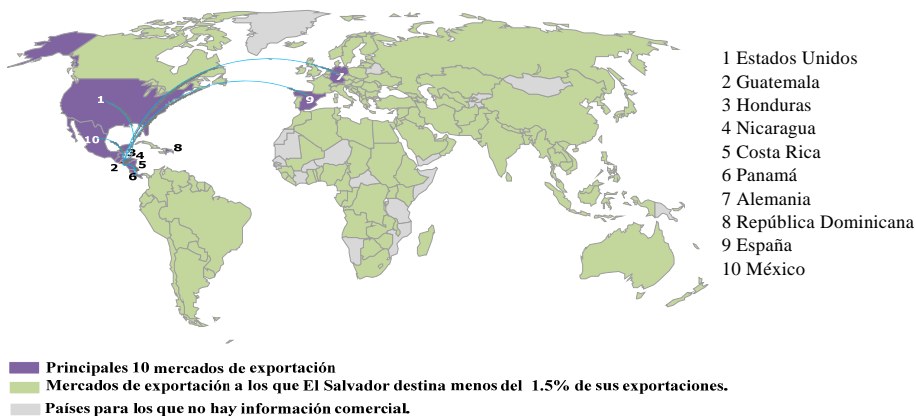 1 Estados Unidos
2 Guatemala
3 Honduras
4 Nicaragua
5 Costa Rica
6 Panamá
7 Alemania
8 República Dominicana
9 España
10 México
7
9
1
10
8
3
4
2
5
6
Principales 10 mercados de exportación
Mercados de exportación a los que El Salvador destina menos del 1.5% de sus exportaciones.
Países para los que no hay información comercial.